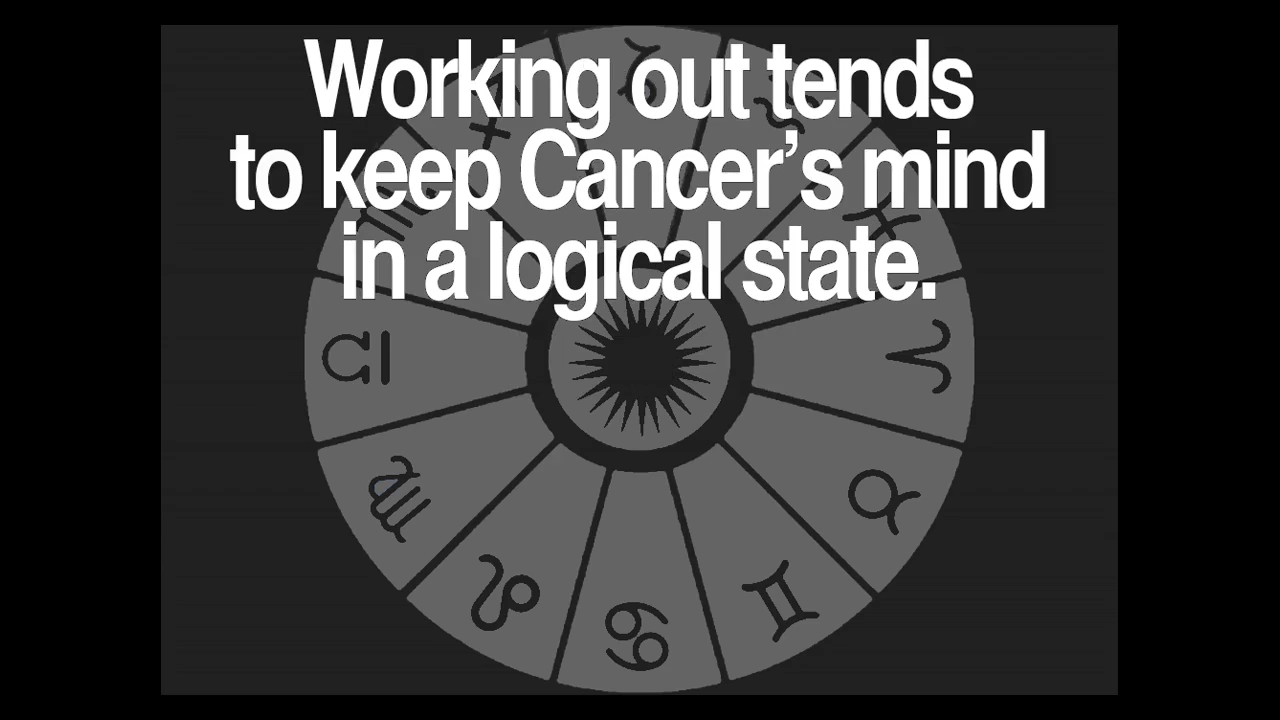 Working out tends
to keep Cancer’s mind
in a logical state.